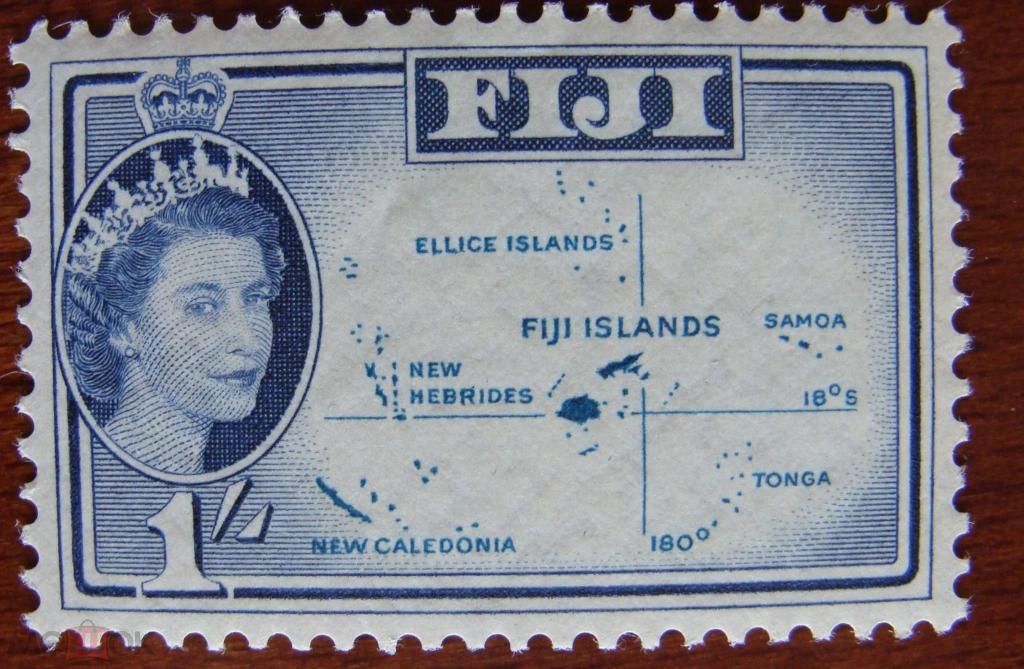 FIJI
ELLICE ISLANDS
FIJI ISLANDS
SAMOA
NEW
HEBRIDES
18°S
TONGA
1/-
NEW CALEDONIA
180°